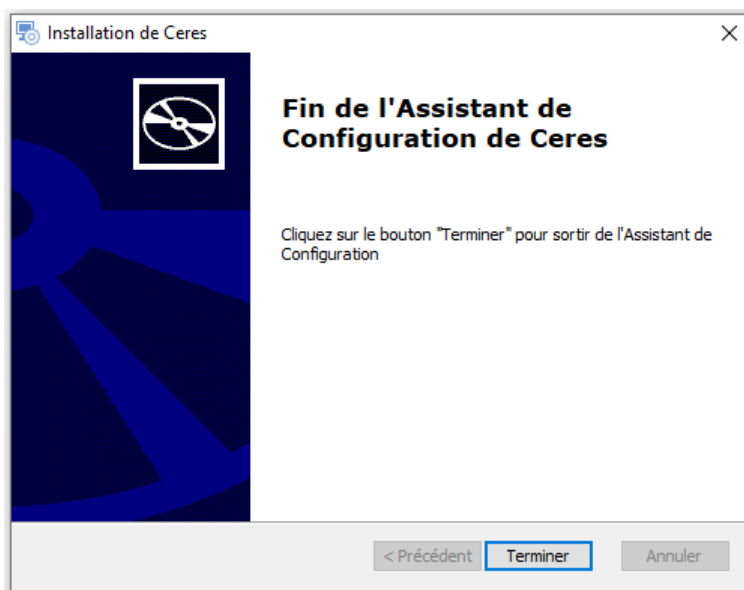 Installation de Ceres
Fin de l'Assistant de
Configuration de Ceres
Cliquez sur le bouton "Terminer" pour sortir de l'Assistant de
Configuration
< Précédent Terminer Annuler